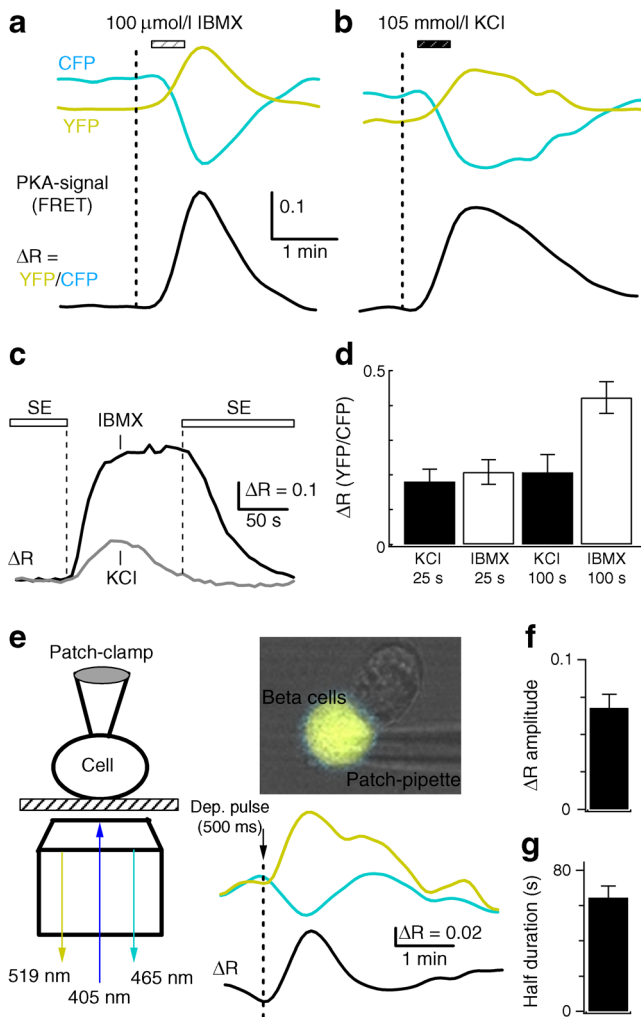 a
100 μmol/l IBMX
CFP
YFP
PKA-signal
(FRET)
ΔR =
YFP/CFP
0.1
1 min
b
105 mmol/l KCl
c
SE
SE
IBMX
KCl
ΔR
ΔR = 0.1
50 s
d
ΔR (YFP/CFP)
0.5
0
KCl
25 s
IBMX
25 s
KCl
100 s
IBMX
100 s
e
Patch-clamp
Cell
519 nm
405 nm
465 nm
Beta cells
Patch-pipette
Dep. pulse
(500 ms)
ΔR
ΔR = 0.02
1 min
f
ΔR amplitude
0.1
0
g
Half duration (s)
80
0